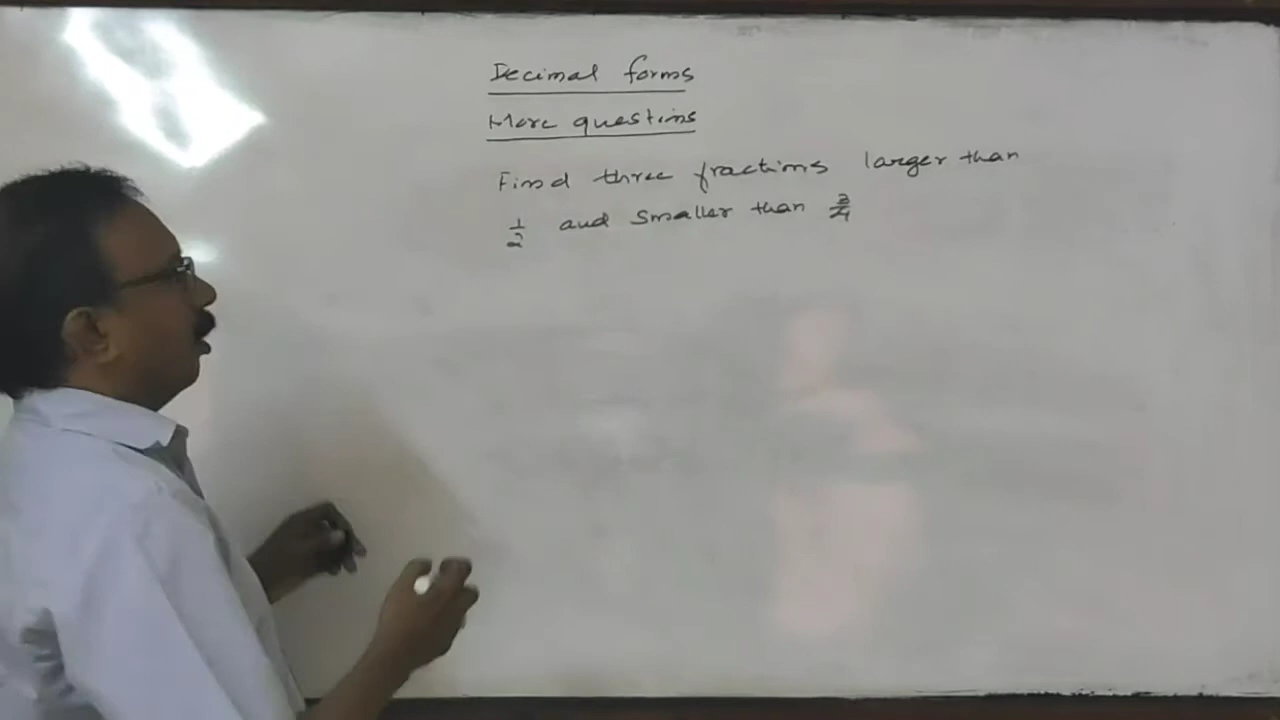 Decimal forms
More questions
Find three fractions larger than
1/2 and smaller than 3/4